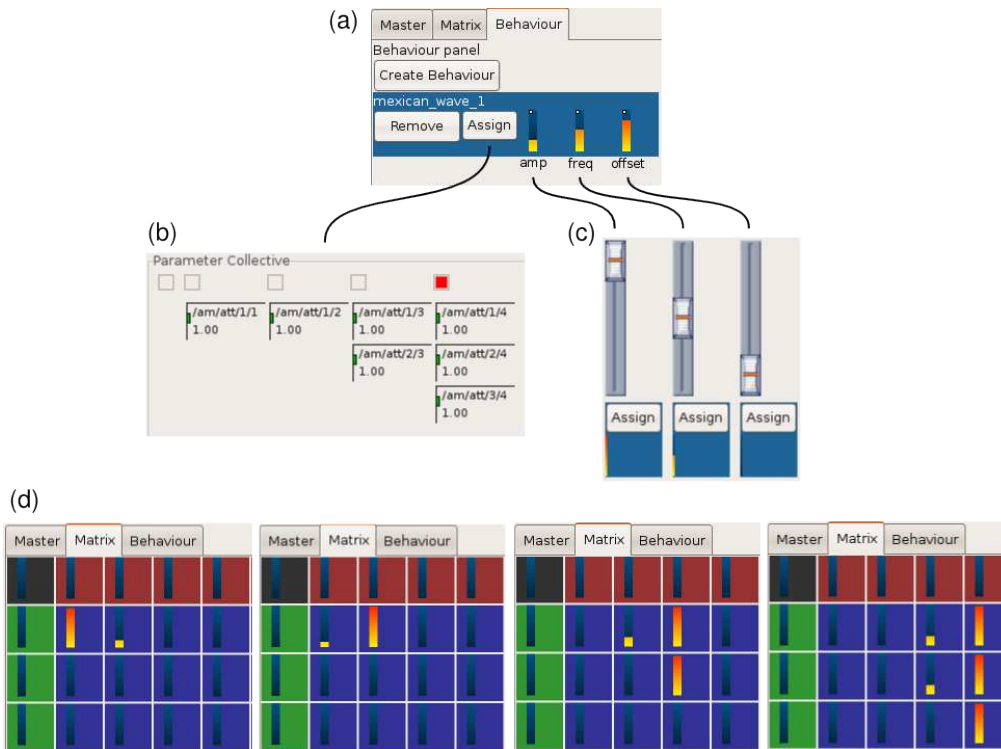 (a)
Master Matrix Behaviour
Behaviour panel
Create Behaviour
mexican_wave_1
Remove Assign
amp freq offset
(b)
Parameter Collective
/am/att/1/1 /am/att/1/2 /am/att/1/3 /am/att/1/4
1.00 1.00 1.00 1.00
/am/att/2/3 /am/att/2/4
1.00 1.00
/am/att/3/4
1.00
(c)
Assign Assign Assign
(d)
Master Matrix Behaviour Master Matrix Behaviour Master Matrix Behaviour Master Matrix Behaviour